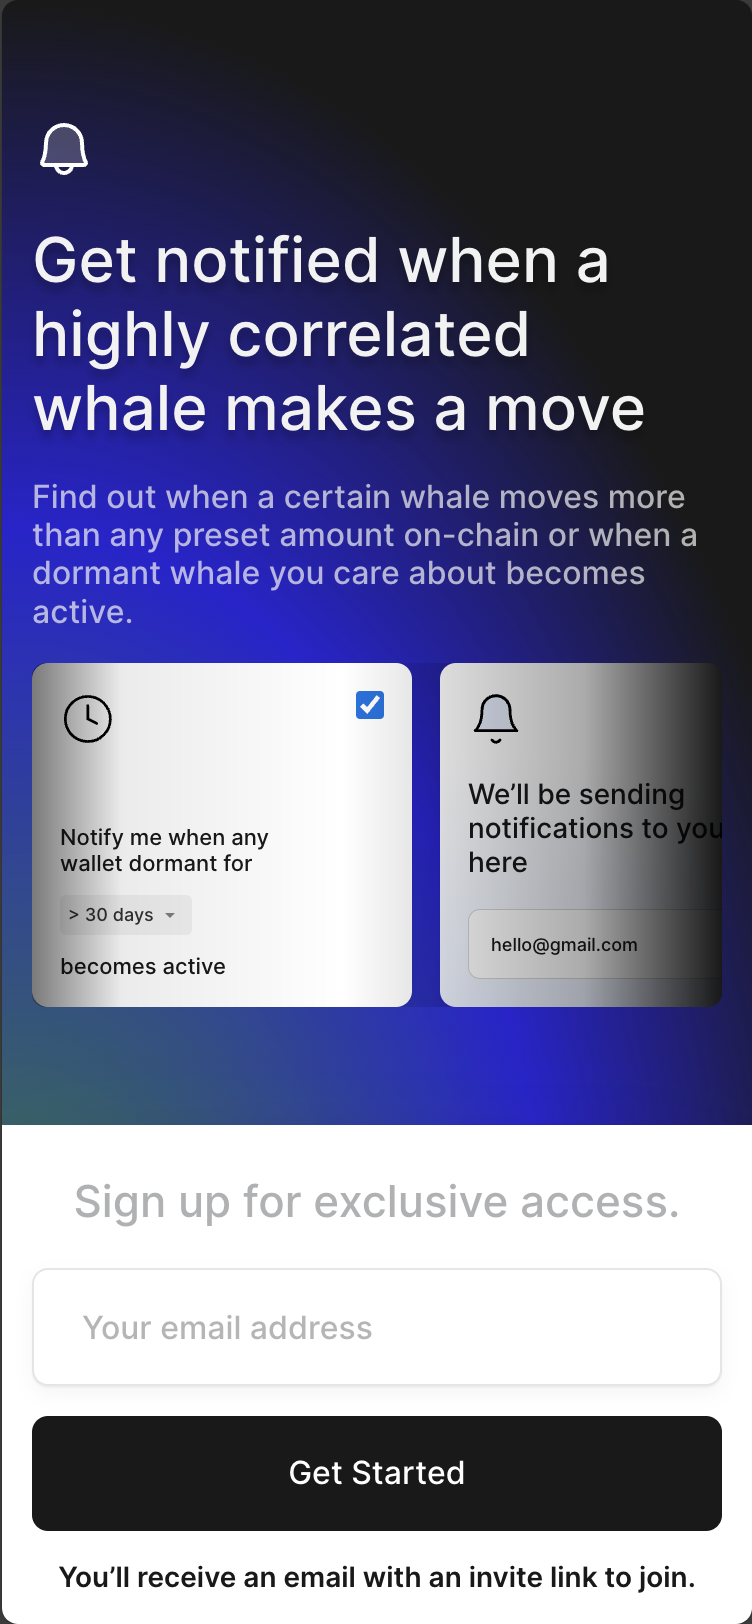 Get notified when a
highly correlated
whale makes a move
Find out when a certain whale moves more
than any preset amount on-chain or when a
dormant whale you care about becomes
active.
Notify me when any
wallet dormant for
> 30 days
becomes active
We’ll be sending
notifications to you
here
hello@gmail.com
Sign up for exclusive access.
Your email address
Get Started
You’ll receive an email with an invite link to join.